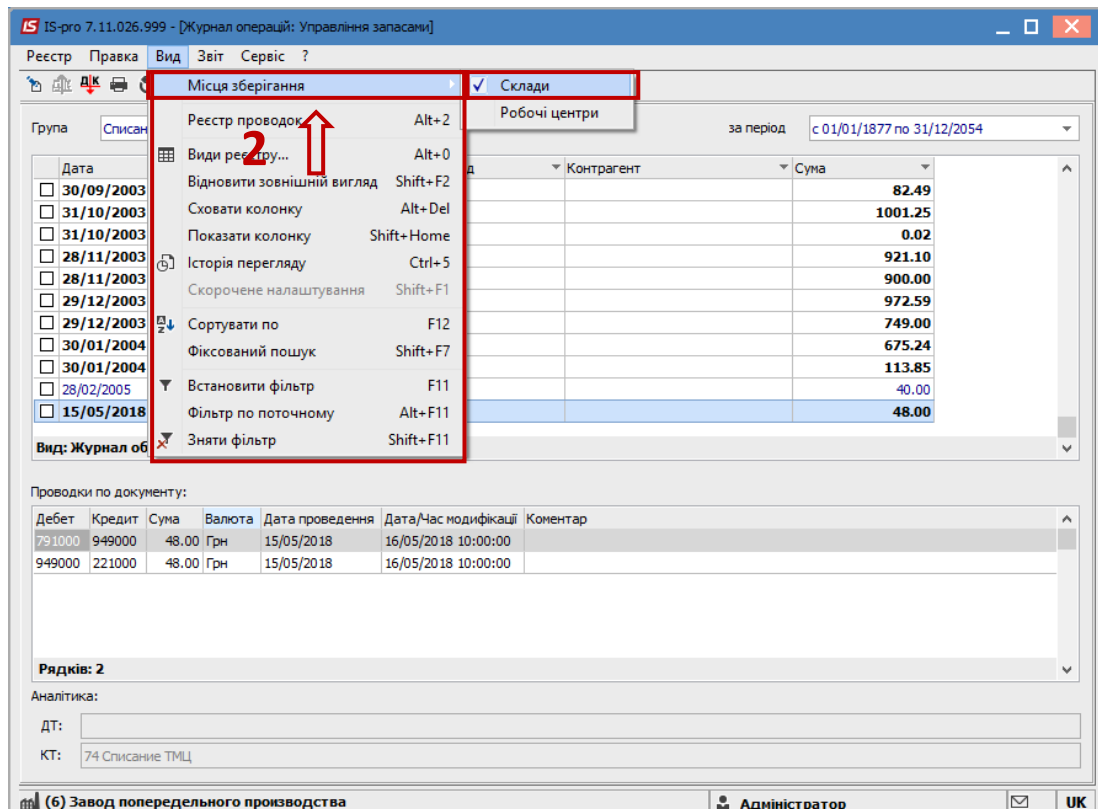 IS-pro 7.11.026.999 - [Журнал операцій: Управління запасами]
Реєстр Правка Вид Звіт Сервіс ?
Місця зберігання
Склади
Робочі центри
Реєстр проводок Alt+2
Види реєстру... Alt+0
Відновити зовнішній вигляд Shift+F2
Сховати колонку Alt+Del
Показати колонку Shift+Home
Історія перегляду Ctrl+5
Скорочене налаштування Shift+F1
Сортувати по F12
Фіксований пошук Shift+F7
Встановити фільтр F11
Фільтр по поточному Alt+F11
Зняти фільтр Shift+F11
2
Група Списан за період с 01/01/1877 по 31/12/2054
Дата Контрагент Сума
30/09/2003 82.49
31/10/2003 1001.25
31/10/2003 0.02
28/11/2003 921.10
28/11/2003 900.00
29/12/2003 972.59
29/12/2003 749.00
30/01/2004 675.24
30/01/2004 113.85
28/02/2005 40.00
15/05/2018 48.00
Вид: Журнал об
Проводки по документу:
Дебет Кредит Сума Валюта Дата проведення Дата/Час модифікації Коментар
791000 949000 48.00 Грн 15/05/2018 16/05/2018 10:00:00
949000 221000 48.00 Грн 15/05/2018 16/05/2018 10:00:00
Рядків: 2
Аналітика:
ДТ:
КТ: 74 Списание ТМЦ
(6) Завод попередельного производства Адміністратор UK